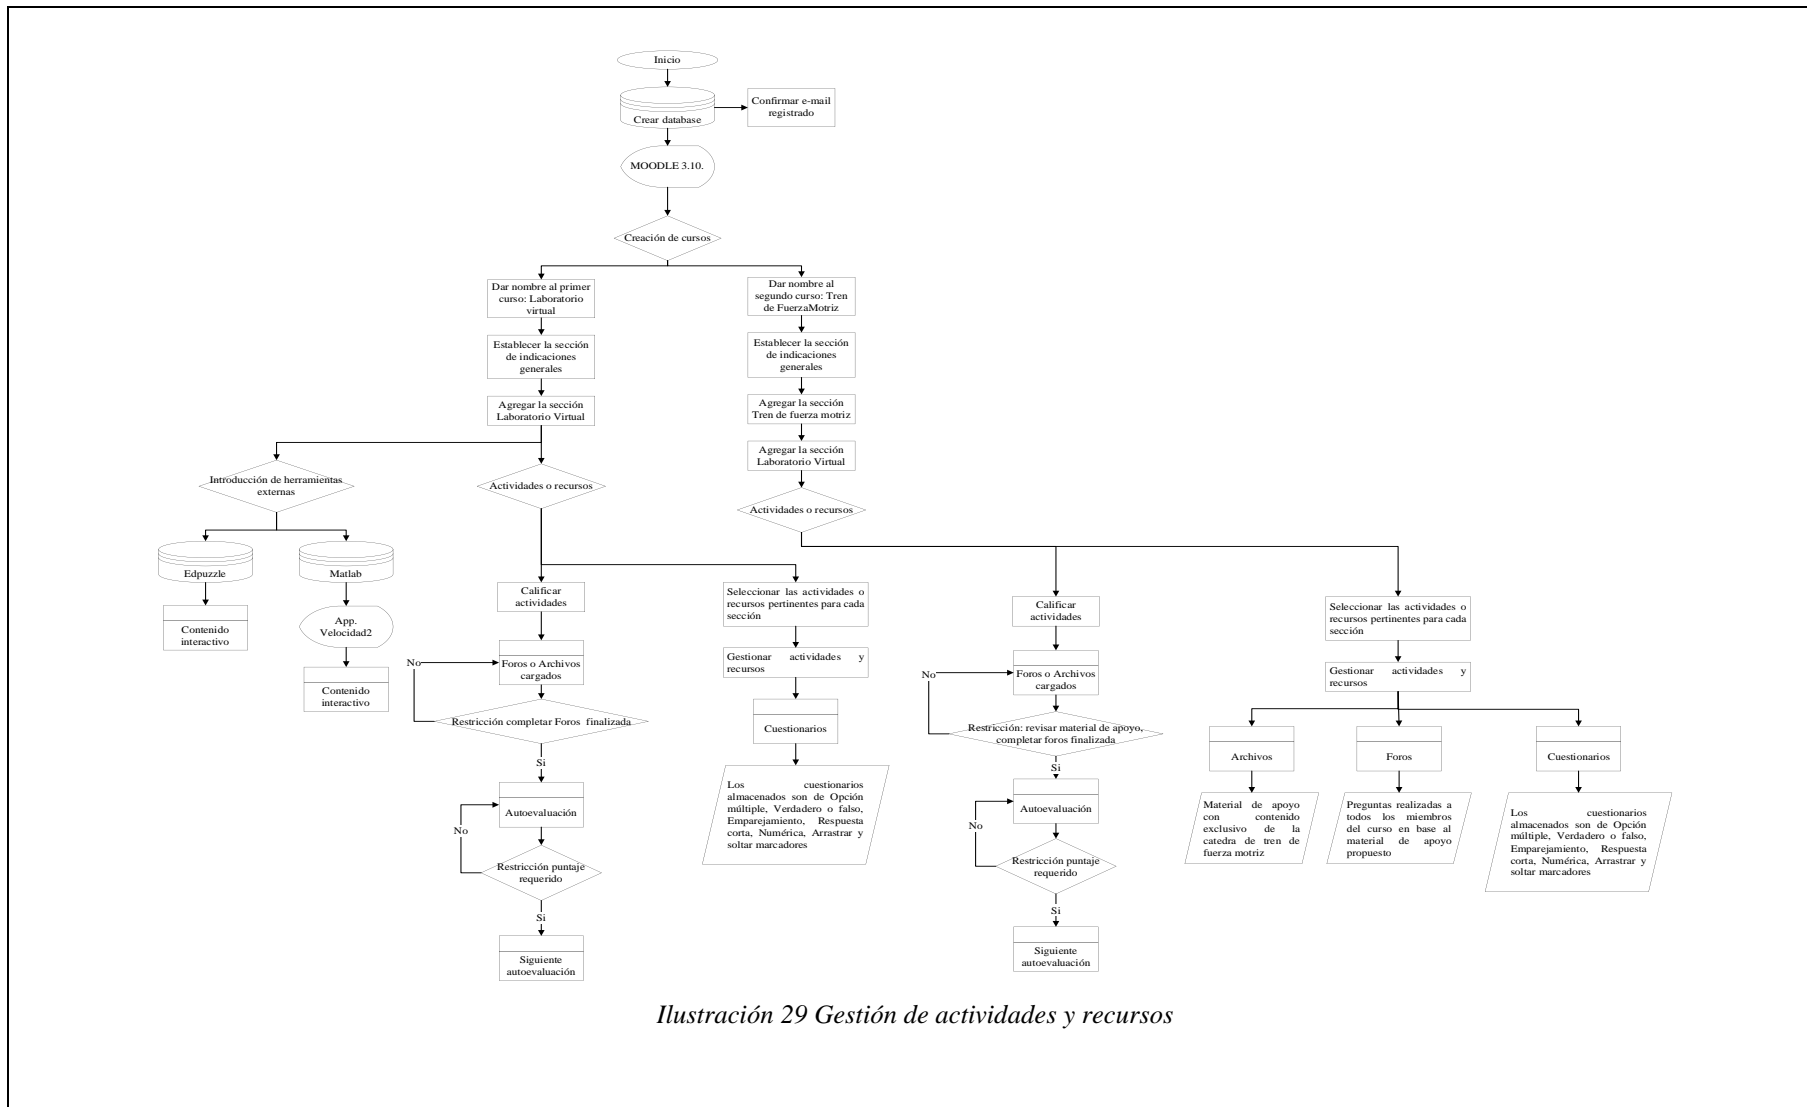 Inicio
Crear database
Confirmar e-mail
registrado
MOODLE 3.10.
Creación de cursos
Dar nombre al primer
curso: Laboratorio
virtual
Establecer la sección
de indicaciones
generales
Agregar la sección
Laboratorio Virtual
Dar nombre al
segundo curso: Tren
de FuerzaMotriz
Establecer la sección
de indicaciones
generales
Agregar la sección
Tren de fuerza motriz
Agregar la sección
Laboratorio Virtual
Introducción de herramientas
externas
Actividades o recursos
Actividades o recursos
Edpuzzle
Contenido
interactivo
Matlab
App.
Velocidad2
Contenido
interactivo
Calificar
actividades
Foros o Archivos
cargados
No
Restricción completar Foros finalizada
Si
Autoevaluación
No
Restricción puntaje
requerido
Si
Siguiente
autoevaluación
Seleccionar las actividades o
recursos pertinentes para cada
sección
Gestionar actividades y
recursos
Cuestionarios
Los cuestionarios
almacenados son de Opción
múltiple, Verdadero o falso,
Emparejamiento, Respuesta
corta, Numérica, Arrastrar y
soltar marcadores
Calificar
actividades
Foros o Archivos
cargados
No
Restricción: revisar material de apoyo,
completar foros finalizada
Si
Autoevaluación
No
Restricción puntaje
requerido
Si
Siguiente
autoevaluación
Seleccionar las actividades o
recursos pertinentes para cada
sección
Gestionar actividades y
recursos
Archivos
Material de apoyo
con contenido
exclusivo de la
catedra de tren de
fuerza motriz
Foros
Preguntas realizadas a
todos los miembros
del curso en base al
material de apoyo
propuesto
Cuestionarios
Los cuestionarios
almacenados son de Opción
múltiple, Verdadero o falso,
Emparejamiento, Respuesta
corta, Numérica, Arrastrar y
soltar marcadores
Ilustración 29 Gestión de actividades y recursos